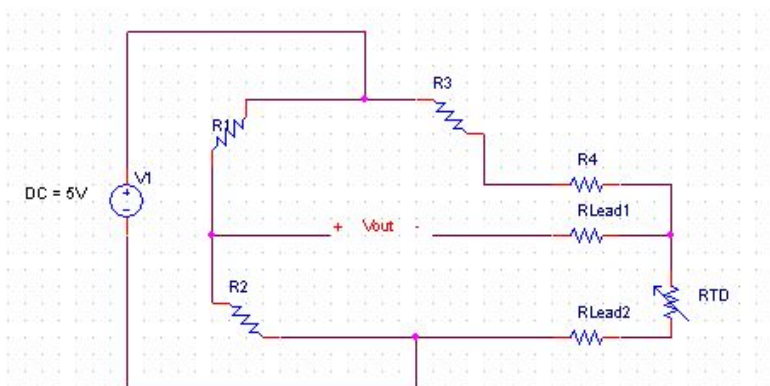 R3
R1
R4
V1
DC = 5V
RLead1
+ Vout -
R2
RTD
RLead2